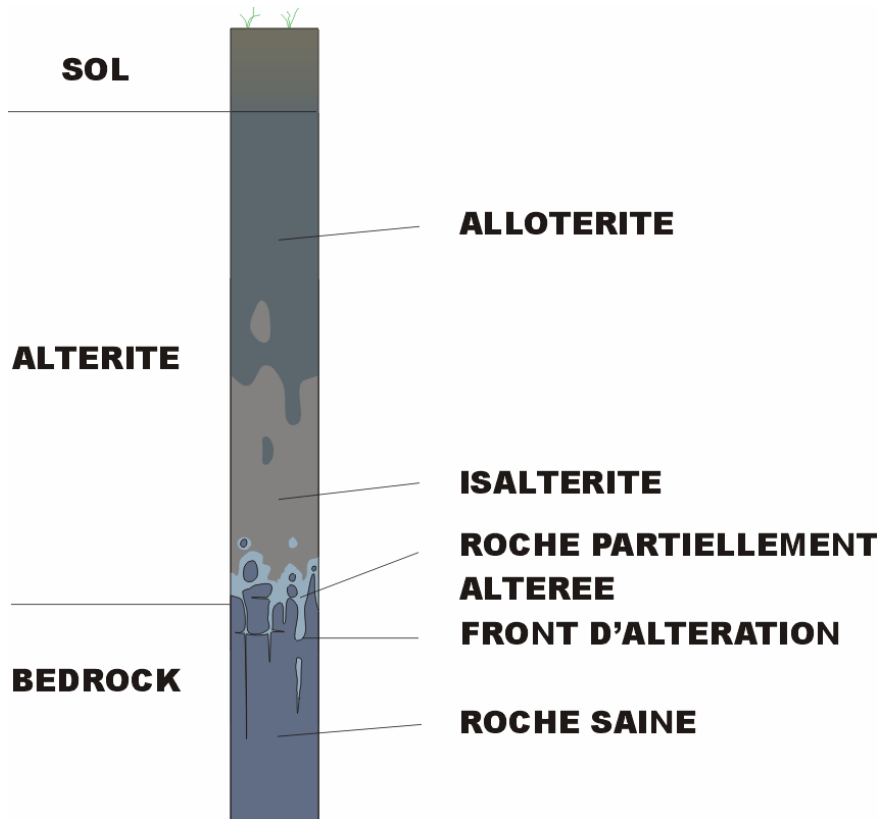 SOL
ALLOTERITE
ALTERITE
ISALTERITE
ROCHE PARTIELLEMENT
ALTEREE
FRONT D'ALTERATION
BEDROCK
ROCHE SAINE